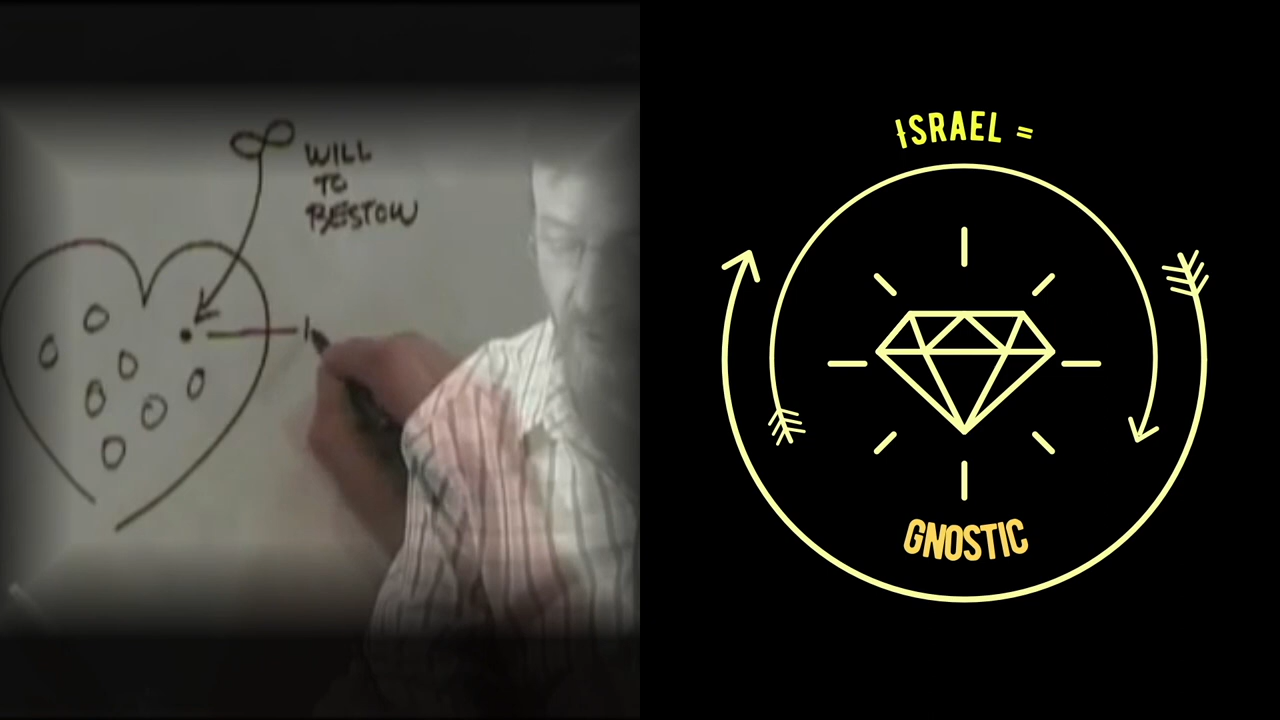 WILL
TO
BESTOW
ISRAEL =
GNOSTIC